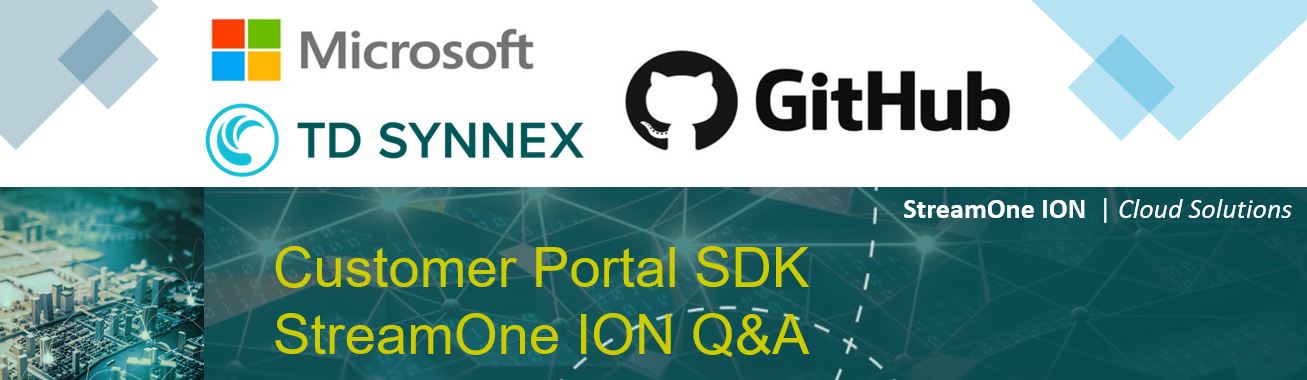 Microsoft
TD SYNNEX
GitHub
StreamOne ION | Cloud Solutions
Customer Portal SDK
StreamOne ION Q&A